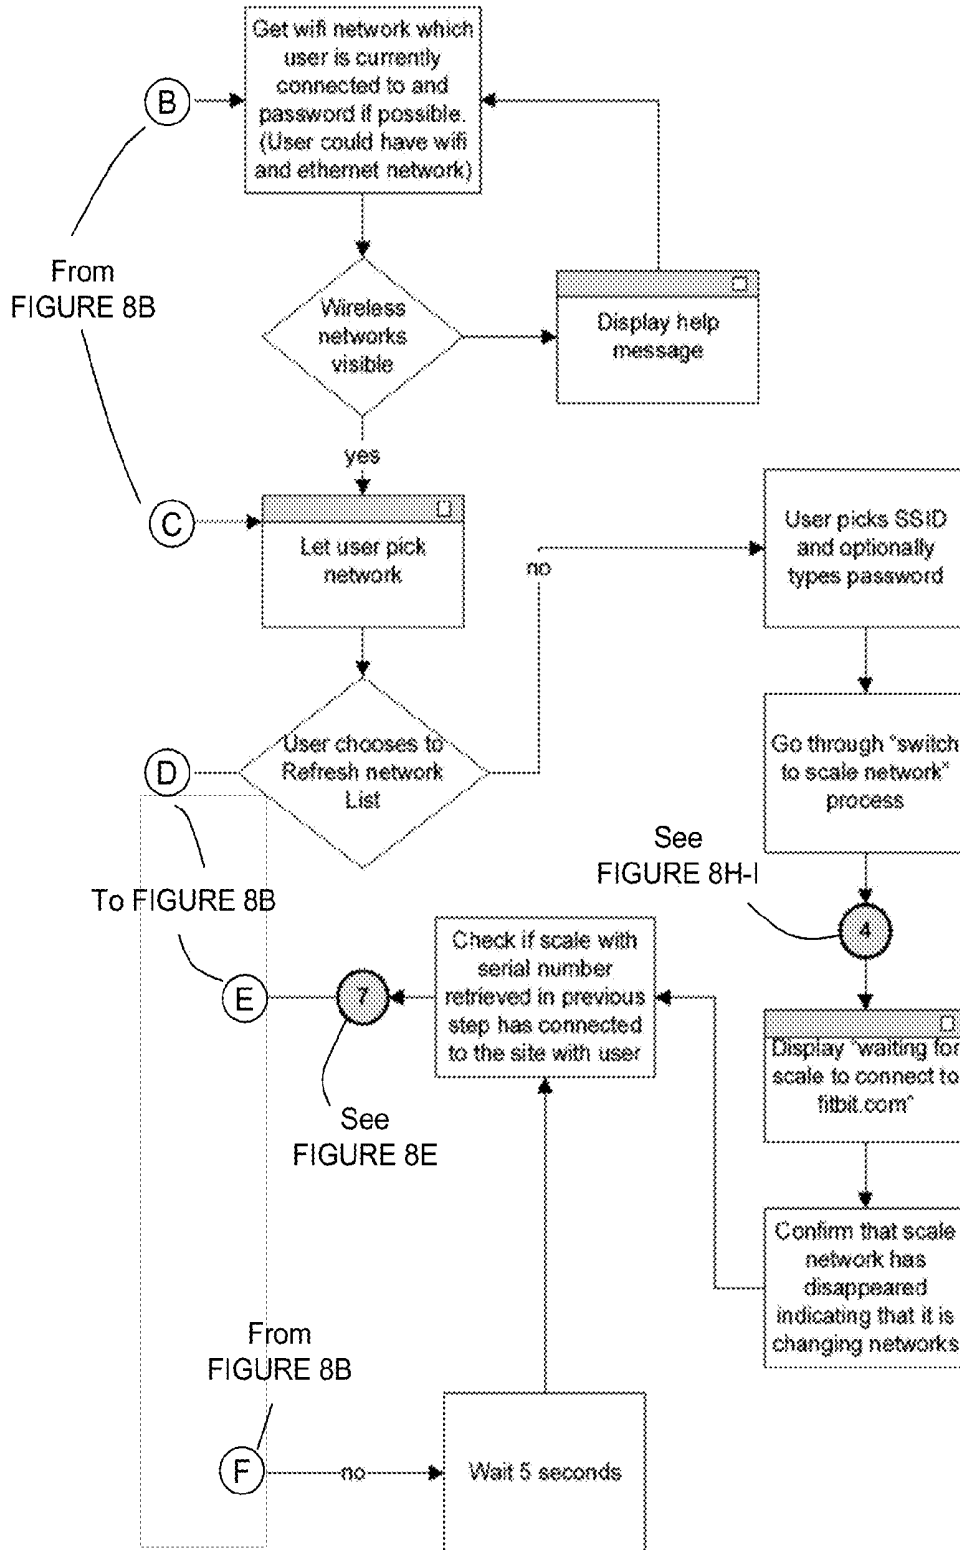 Get wifi network which
user is currently
connected to and
password if possible.
(User could have wifi
and ethernet network)
B
From
FIGURE 8B
Wireless
networks
visible
Display help
message
yes
C
Let user pick
network
no
User picks SSID
and optionally
types password
D
User chooses to
Refresh network
List
Go through "switch
to scale network"
process
See
FIGURE 8H-I
4
To FIGURE 8B
Check if scale with
serial number
retrieved in previous
step has connected
to the site with user
7
E
Display "waiting for
scale to connect to
fitbit.com"
See
FIGURE 8E
Confirm that scale
network has
disappeared
indicating that it is
changing networks
From
FIGURE 8B
F
no
Wait 5 seconds